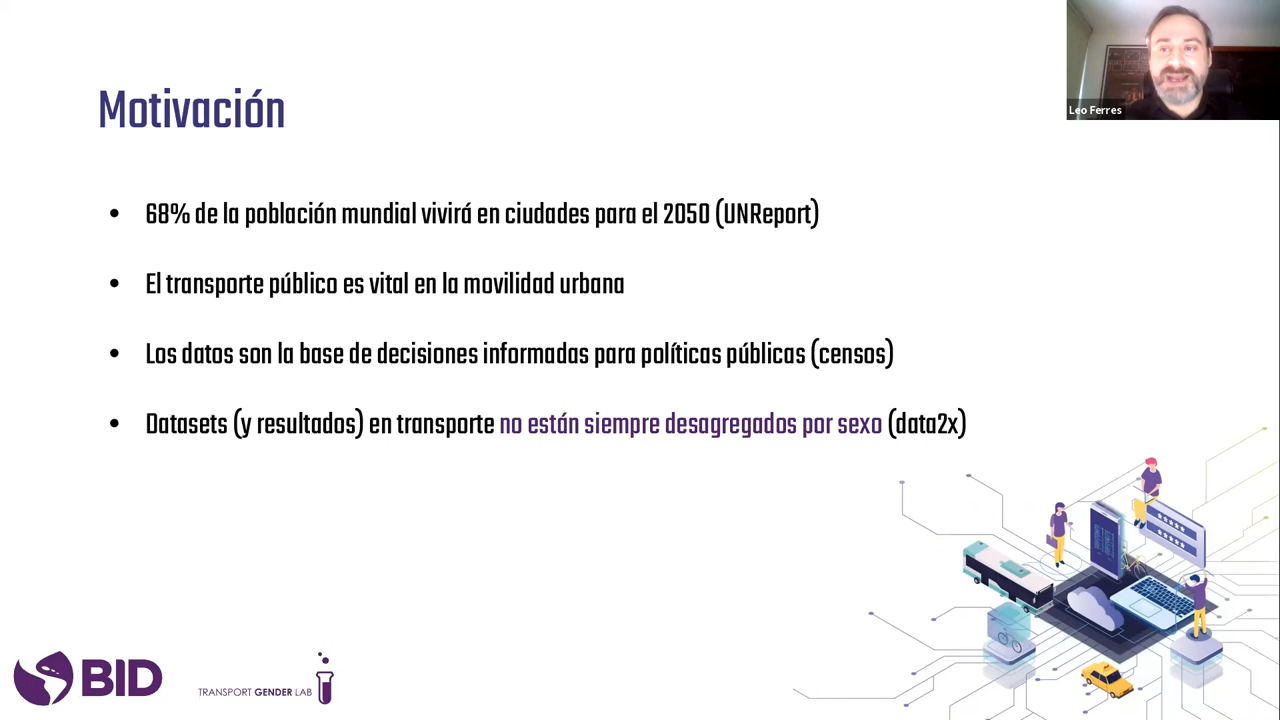 Leo Ferres
Motivación
• 68% de la población mundial vivirá en ciudades para el 2050 (UNReport)
• El transporte público es vital en la movilidad urbana
• Los datos son la base de decisiones informadas para políticas públicas (censos)
• Datasets (y resultados) en transporte no están siempre desagregados por sexo (data2x)
BID
TRANSPORT GENDER LAB